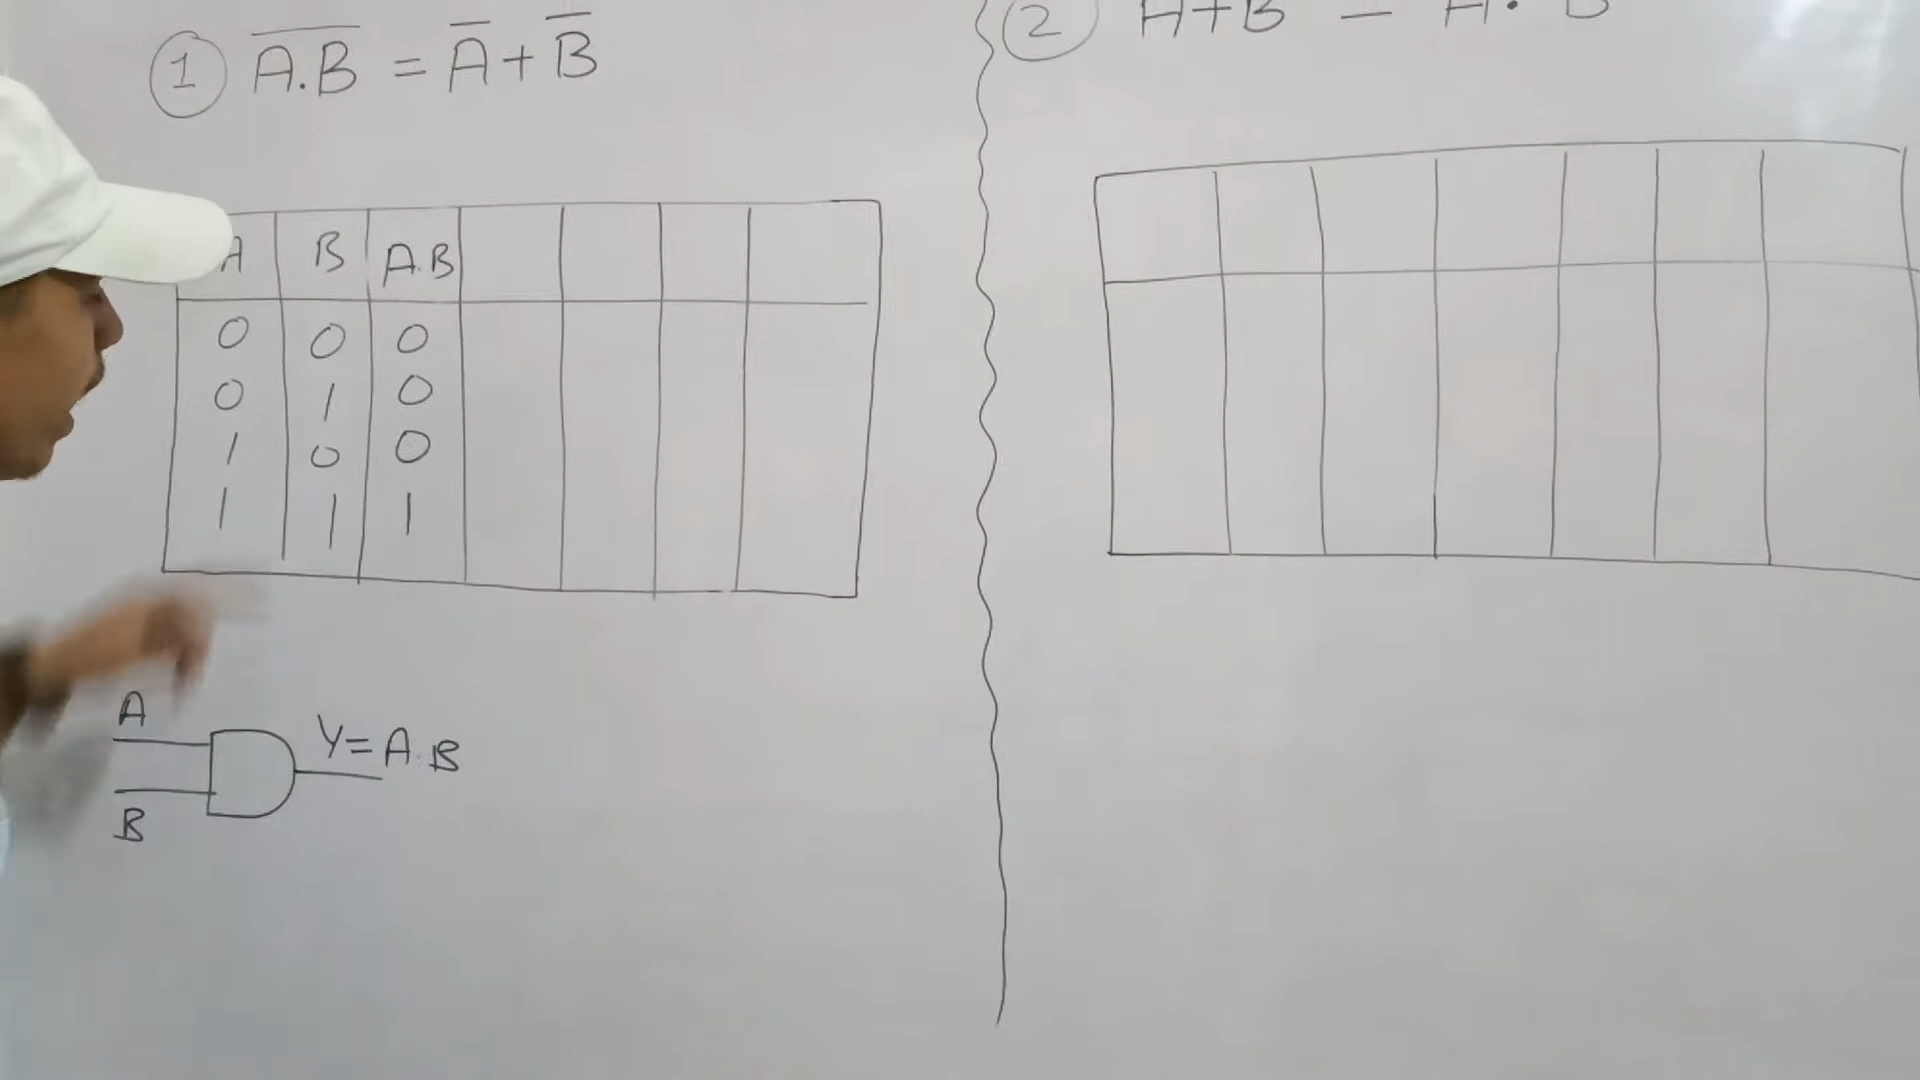 ① A̅.̅B̅ = A̅ + B̅
② A+B = A̅ . B̅
A B A.B
0 0 0
0 1 0
1 0 0
1 1 1
A
Y = A.B
B